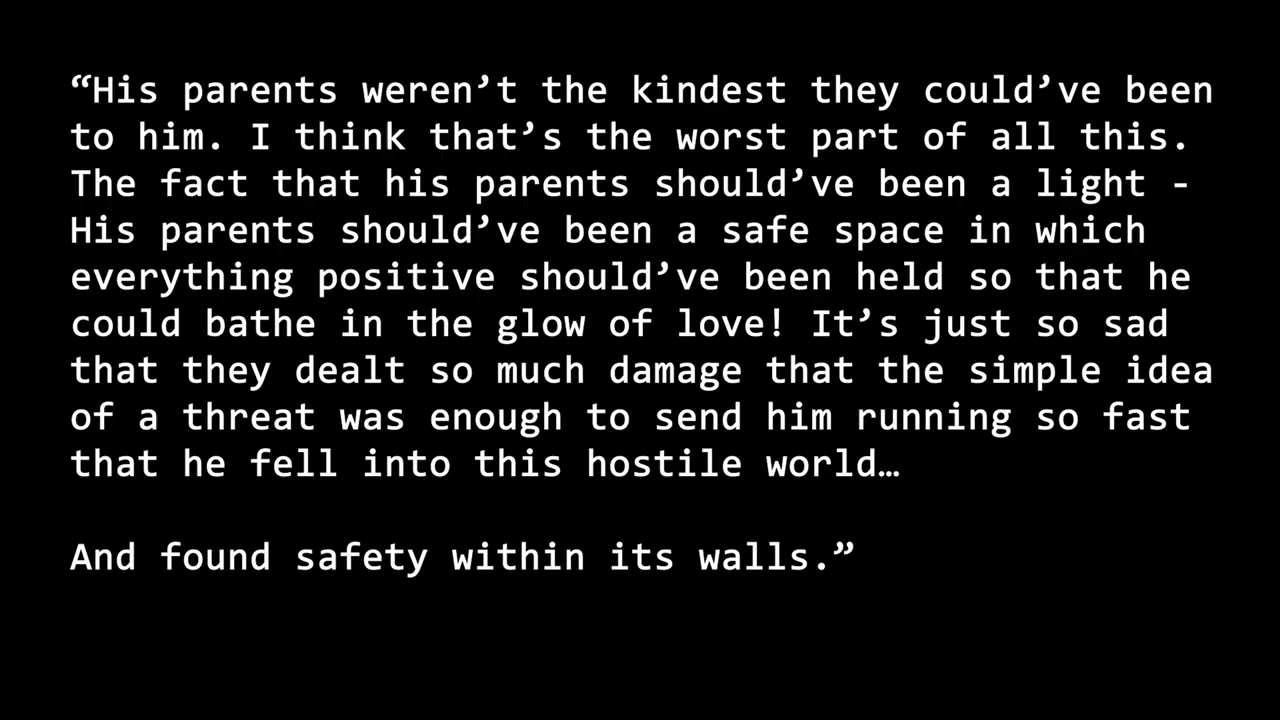 “His parents weren’t the kindest they could’ve been
to him. I think that’s the worst part of all this.
The fact that his parents should’ve been a light -
His parents should’ve been a safe space in which
everything positive should’ve been held so that he
could bathe in the glow of love! It’s just so sad
that they dealt so much damage that the simple idea
of a threat was enough to send him running so fast
that he fell into this hostile world…
And found safety within its walls.”